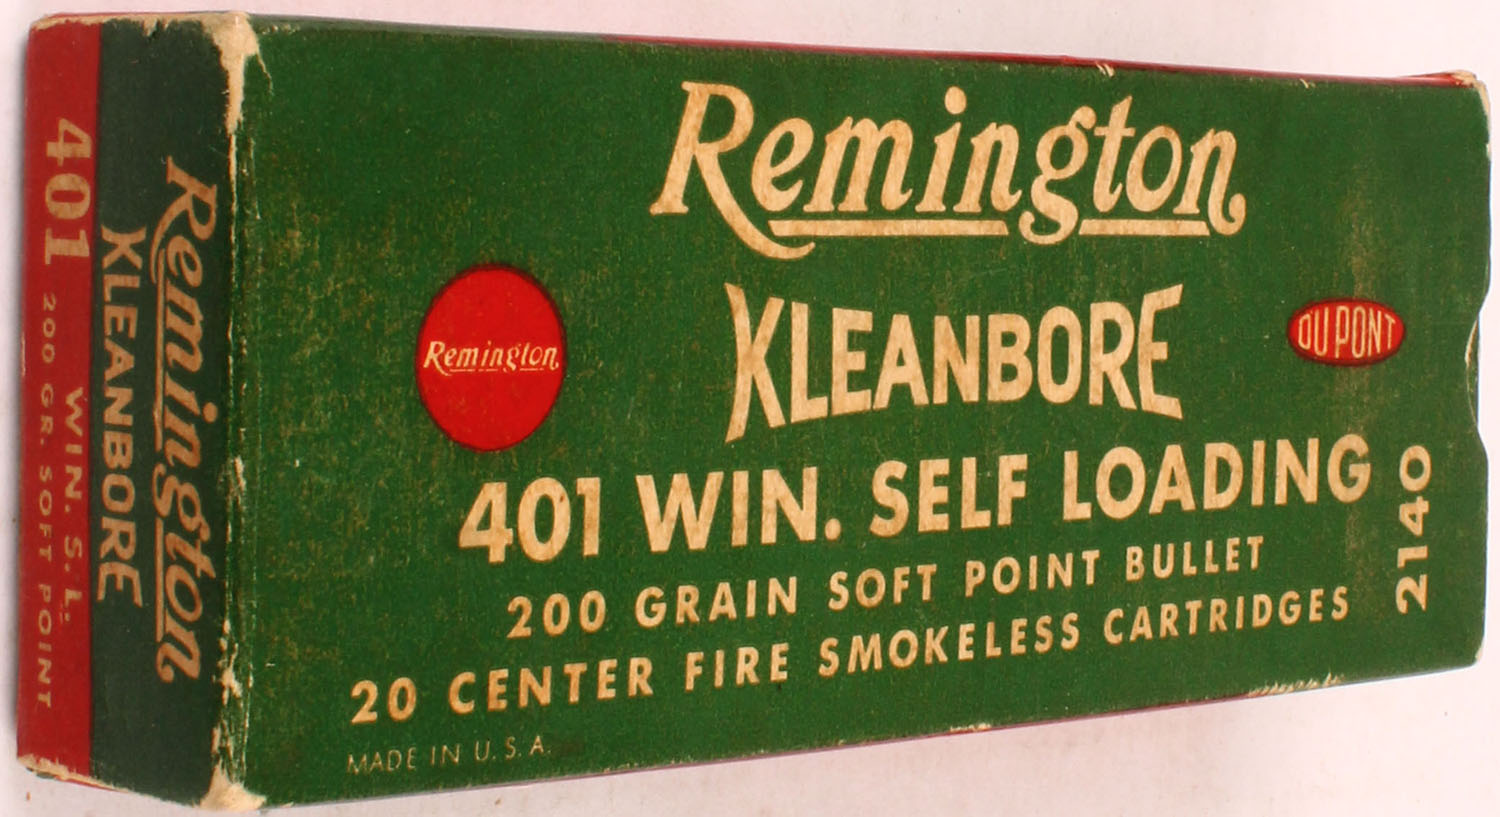 Remington
KLEANBORE
Remington
DU PONT
401 WIN. SELF LOADING
200 GRAIN SOFT POINT BULLET
20 CENTER FIRE SMOKELESS CARTRIDGES
2140
MADE IN U.S.A.
Remington
KLEANBORE
401 WIN. S.L.
200 GR. SOFT POINT